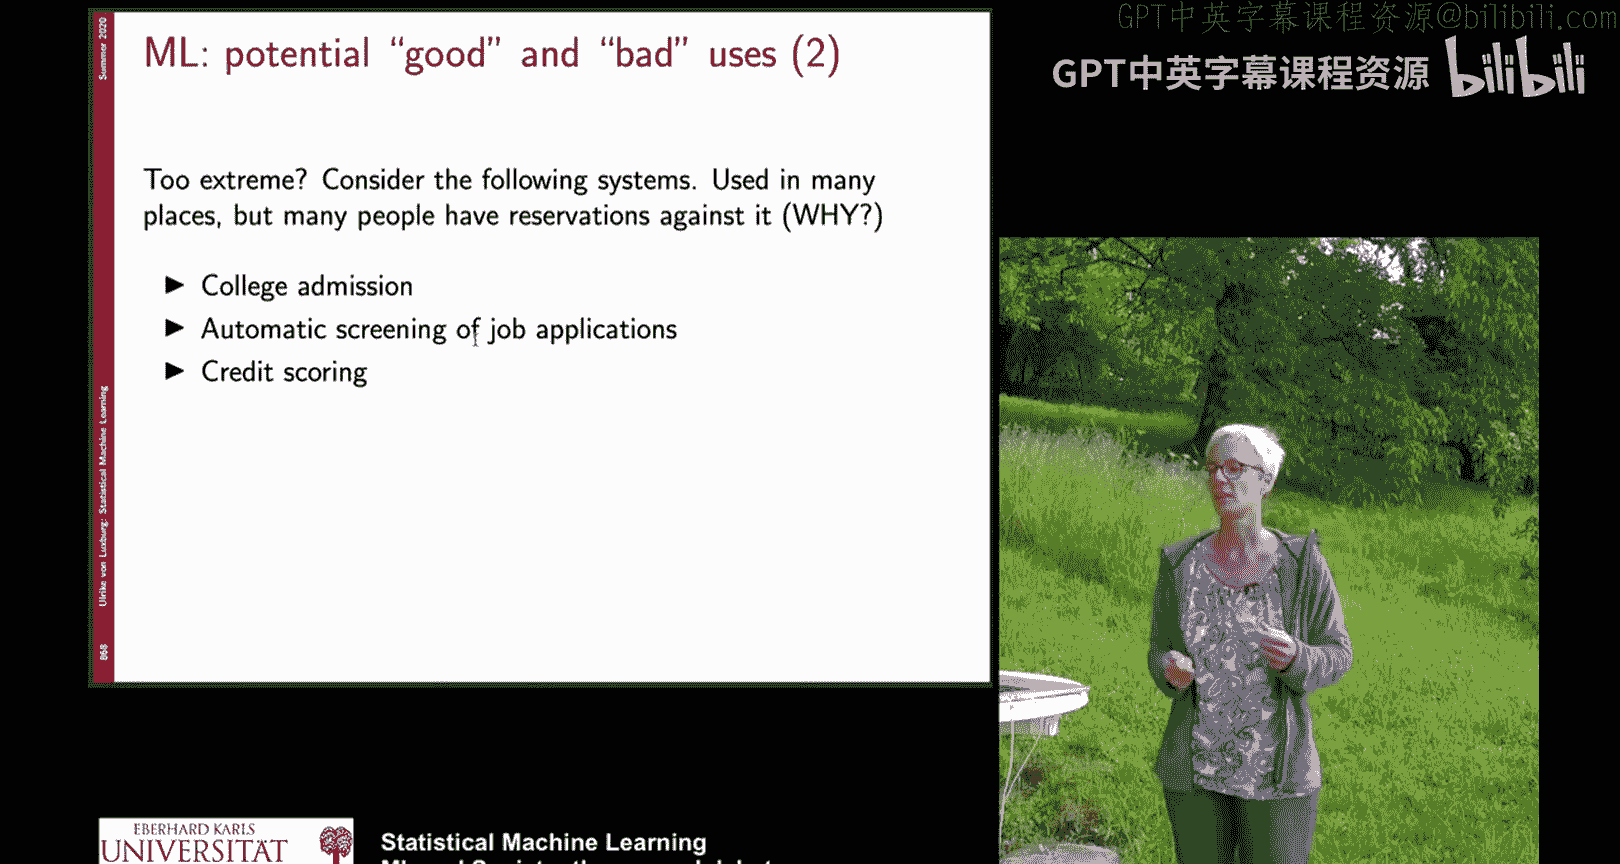 GPT中英字幕课程资源@bilibili.com
GPT中英字幕课程资源 bilibili
Summer 2020
ML: potential “good” and “bad” uses (2)
Too extreme? Consider the following systems. Used in many
places, but many people have reservations against it (WHY?)
► College admission
► Automatic screening of job applications
► Credit scoring
Ulrike von Luxburg: Statistical Machine Learning
868
EBERHARD KARLS
UNIVERSITÄT
Statistical Machine Learning